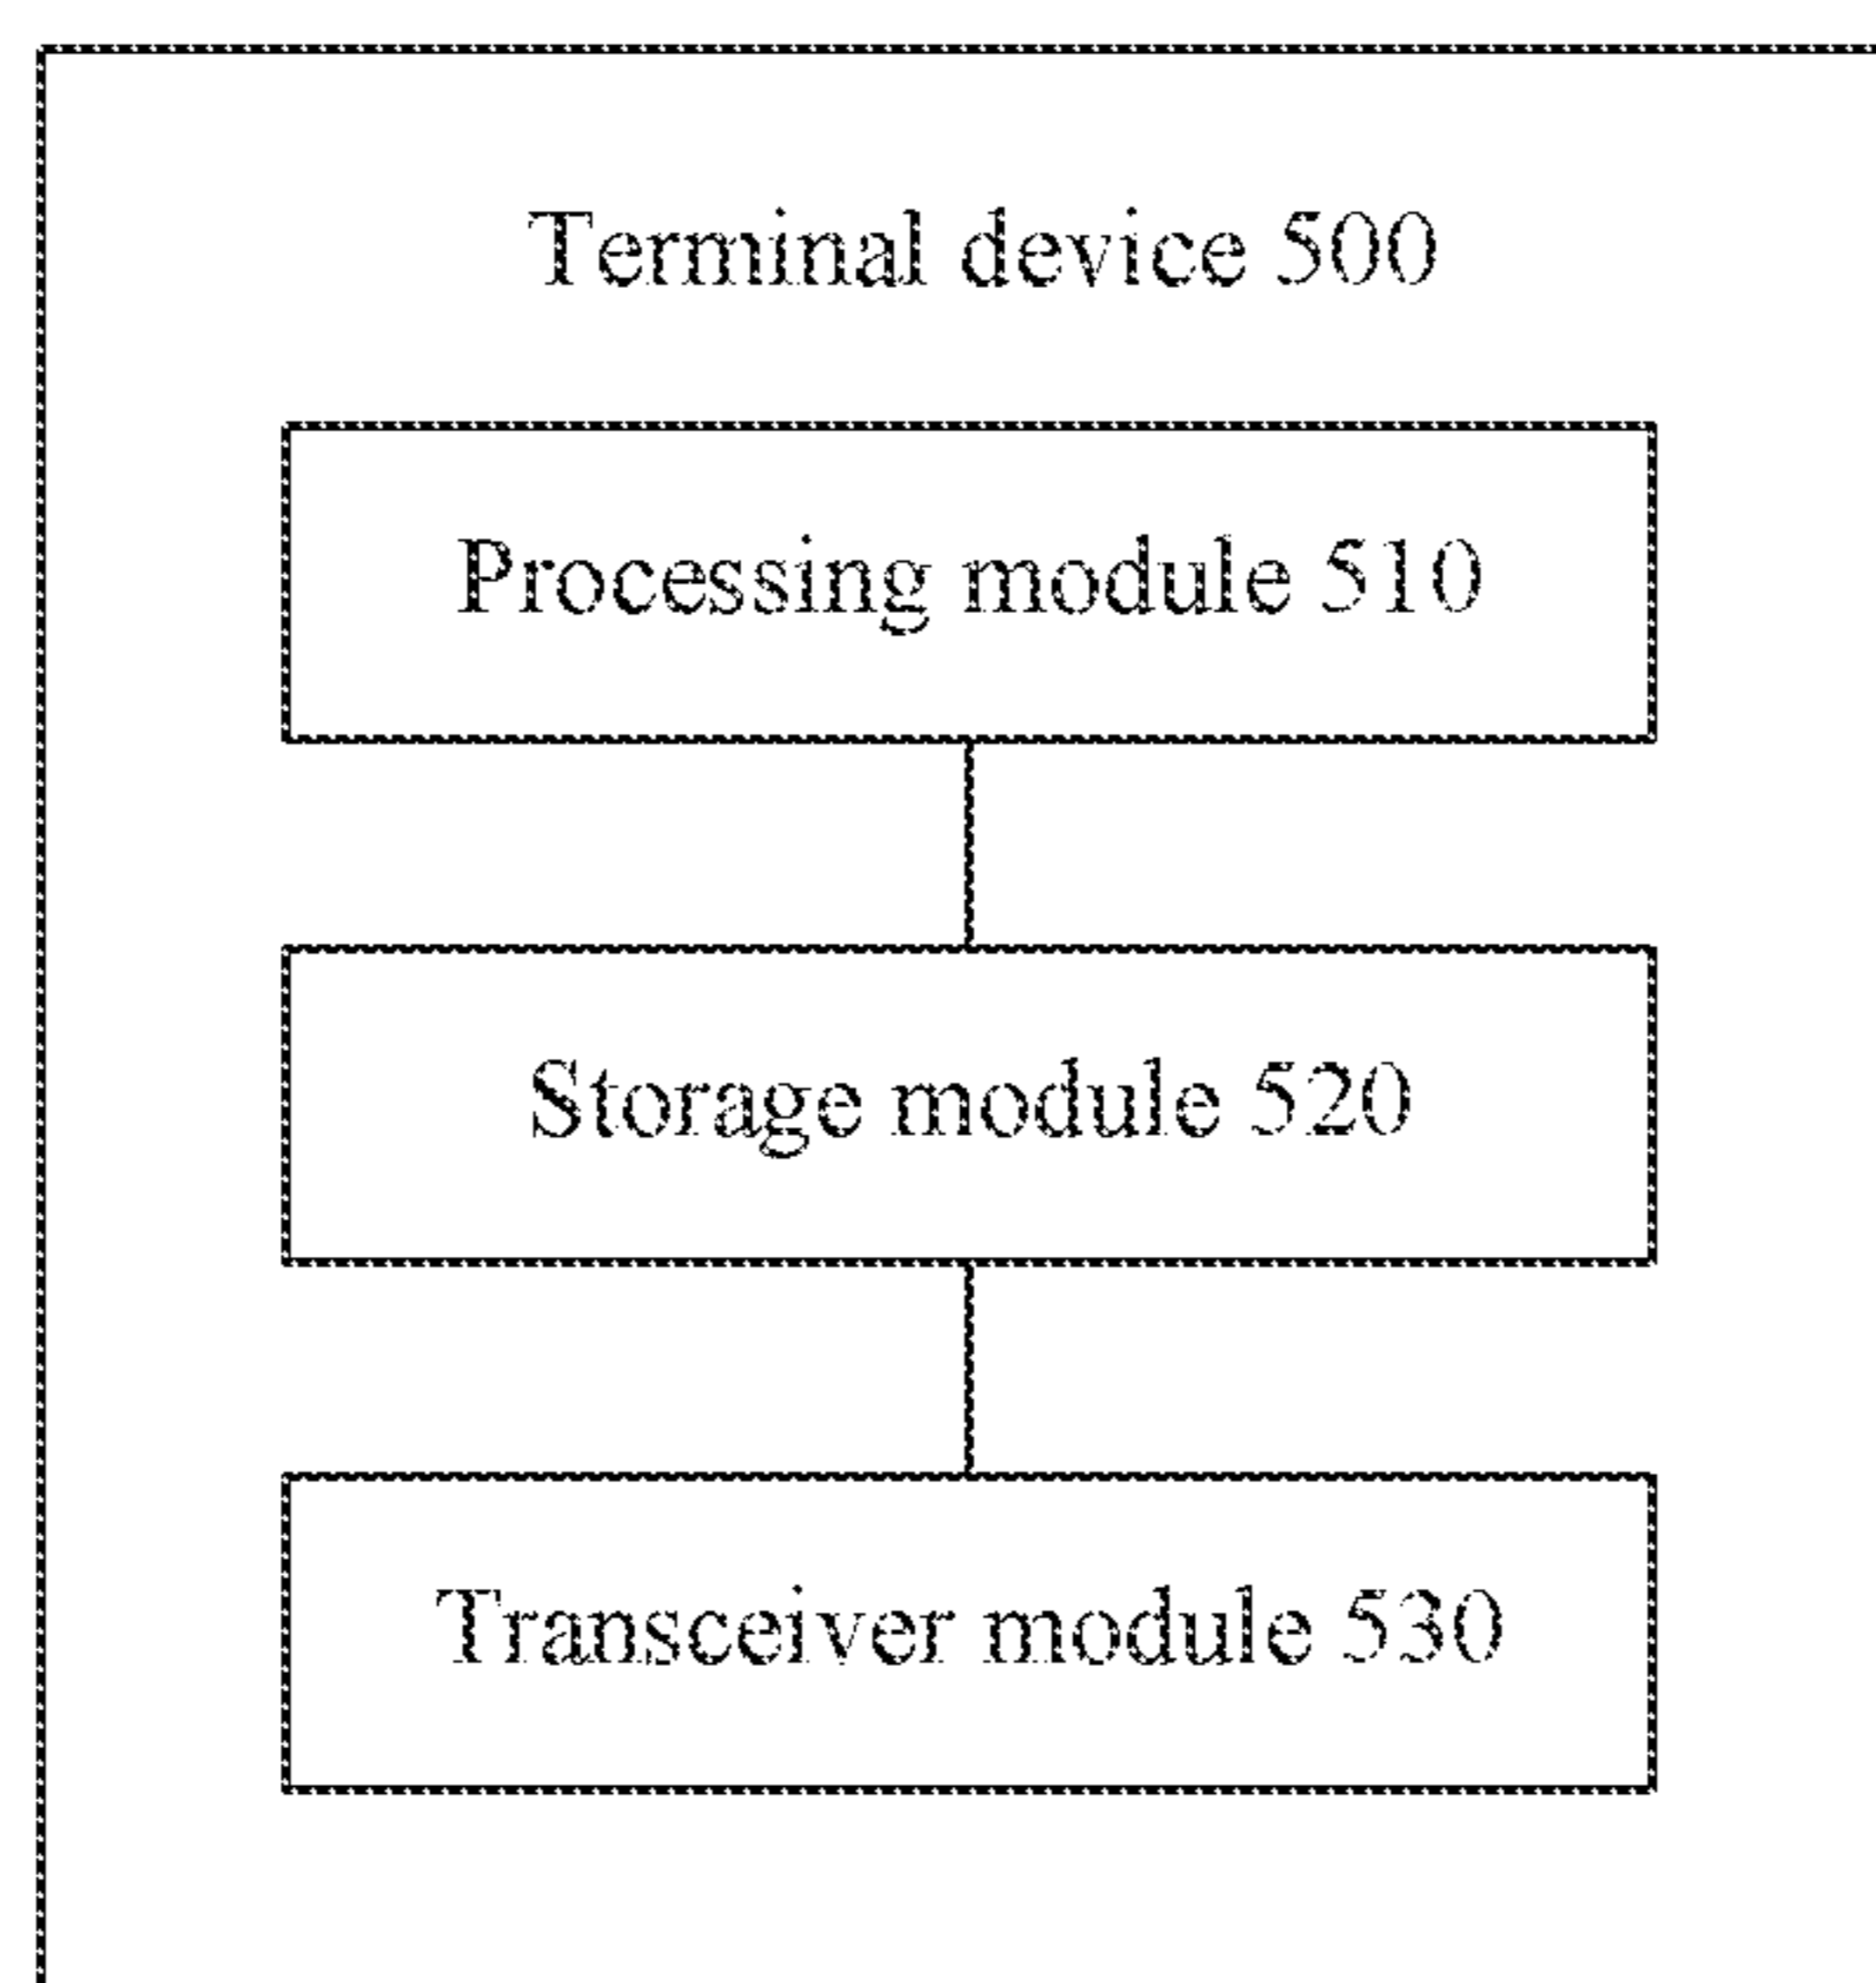 Terminal device 500
Processing module 510
Storage module 520
Transceiver module 530